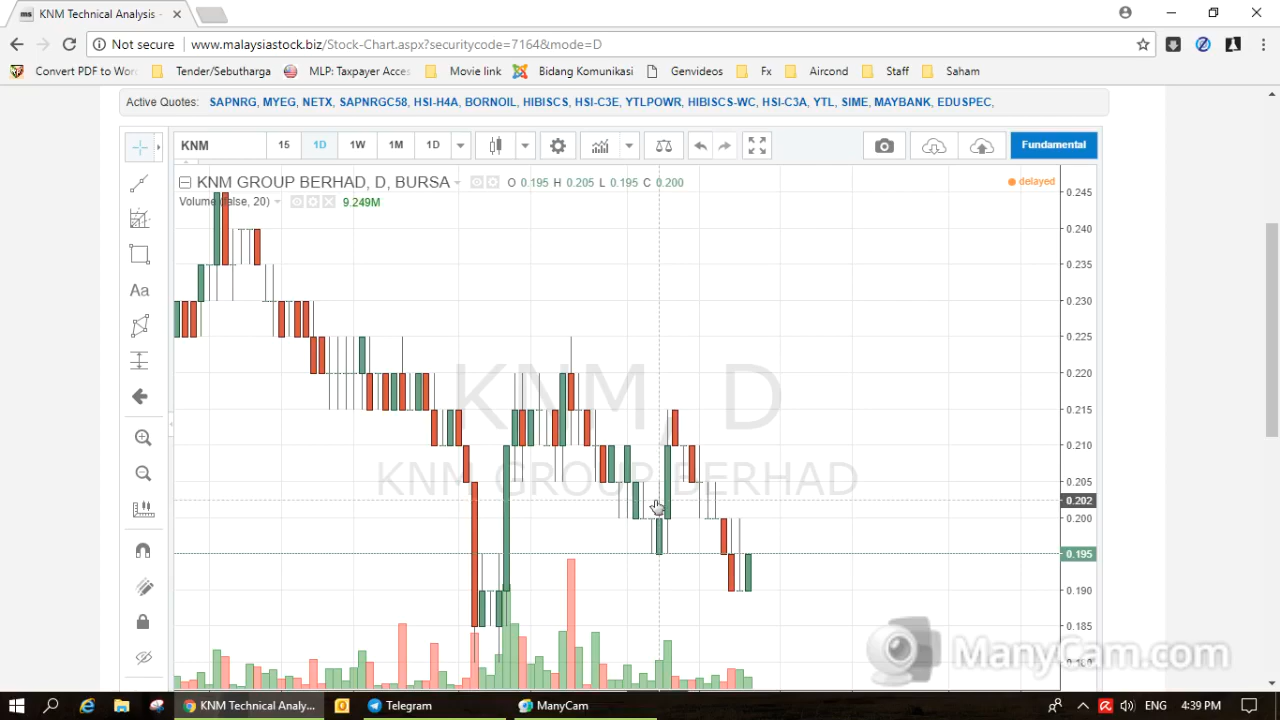 KNM Technical Analysis -
Not secure
www.malaysiastock.biz/Stock-Chart.aspx?securitycode=7164&mode=D
Convert PDF to Word
Tender/Sebutharga
MLP: Taxpayer Acces
Movie link
Bidang Komunikasi
Genvideos
Fx
Aircond
Staff
Saham
Active Quotes: SAPNRG, MYEG, NETX, SAPNRGC58, HSI-H4A, BORNOIL, HIBISCS, HSI-C3E, YTLPOWR, HIBISCS-WC, HSI-C3A, YTL, SIME, MAYBANK, EDUSPEC,
KNM 15 1D 1W 1M 1D Fundamental
KNM GROUP BERHAD, D, BURSA O 0.195 H 0.205 L 0.195 C 0.200
delayed
Volume (false, 20) 9.249M
Aa
KNM, D
KNM GROUP BERHAD
0.245
0.240
0.235
0.230
0.225
0.220
0.215
0.210
0.205
0.202
0.200
0.195
0.190
0.185
ManyCam.com
KNM Technical Analy...
Telegram
ManyCam
ENG
4:39 PM